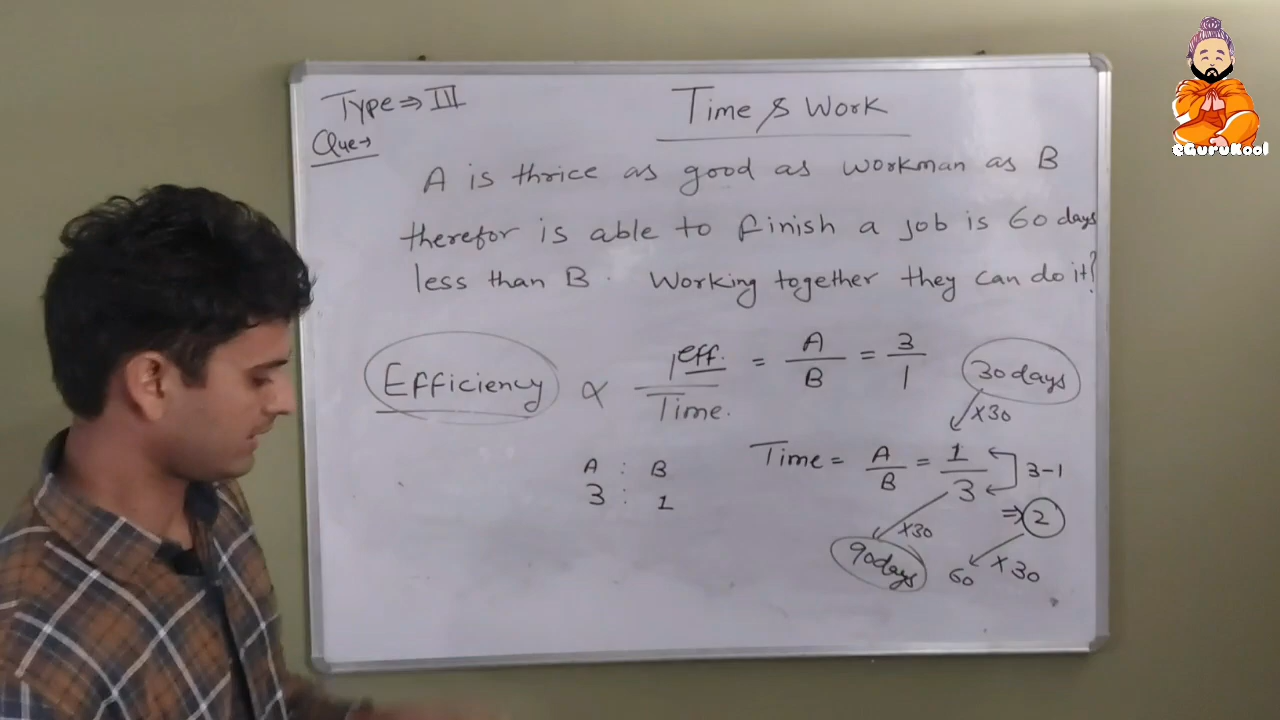 eGuruKool
Type ⇒ III
Time & Work
Que→
A is thrice as good as workman as B
therefor is able to finish a job is 60 days
less than B. Working together they can do it?
Efficiency ∝ 1 eff. / Time. = A / B = 3 / 1
30 days
×30
A : B
3 : 1
Time = A / B = 1 / 3
3-1
⇒ 2
×30
90days
60 ×30